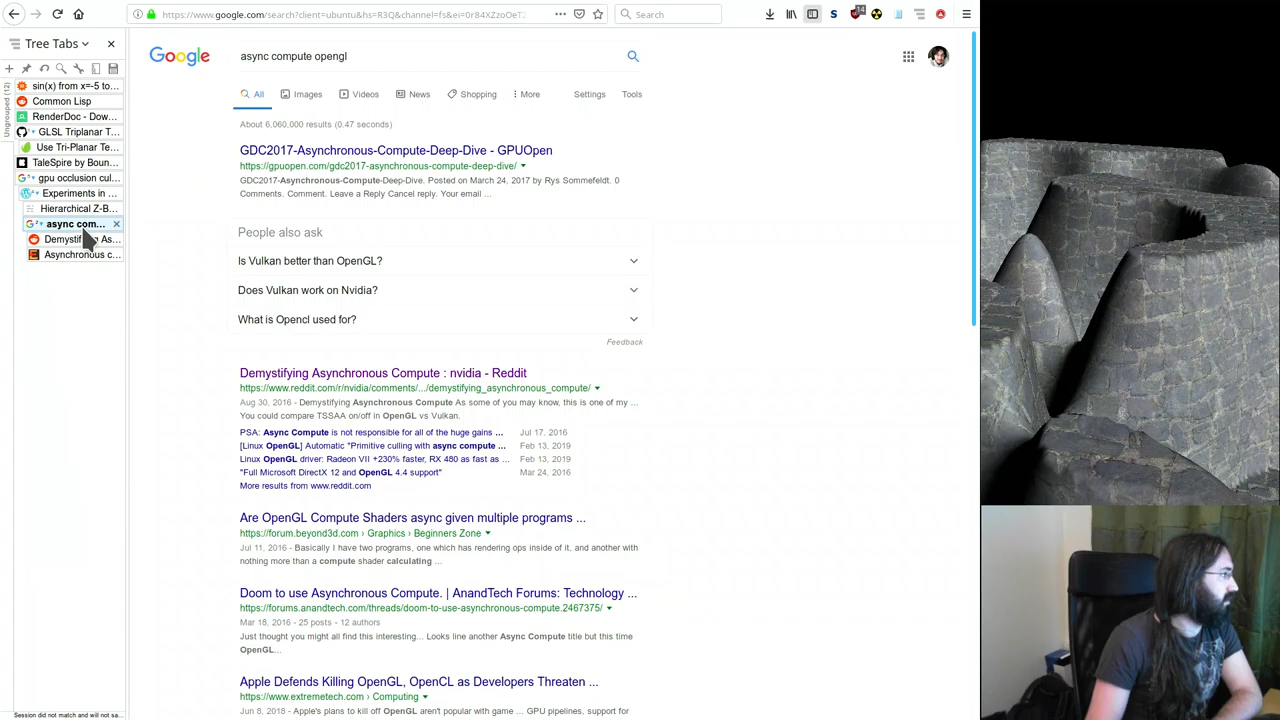 https://www.google.com/search?client=ubuntu&hs=R3Q&channel=fs&ei=0r84XZzoOeT2
Search
14
Tree Tabs
Google
async compute opengl
Ungrouped (12)
sin(x) from x=-5 to...
Common Lisp
RenderDoc - Dow...
GLSL Triplanar T...
Use Tri-Planar Te...
TaleSpire by Boun...
gpu occlusion cul...
Experiments in ...
Hierarchical Z-B...
async com...
Demystif
As...
Asynchronous c...
All
Images
Videos
News
Shopping
More
Settings
Tools
About 6,060,000 results (0.47 seconds)
GDC2017-Asynchronous-Compute-Deep-Dive - GPUOpen
https://gpuopen.com/gdc2017-asynchronous-compute-deep-dive/
GDC2017-Asynchronous-Compute-Deep-Dive. Posted on March 24, 2017 by Rys Sommefeldt. 0
Comments. Comment. Leave a Reply Cancel reply. Your email ...
People also ask
Is Vulkan better than OpenGL?
Does Vulkan work on Nvidia?
What is Opencl used for?
Feedback
Demystifying Asynchronous Compute : nvidia - Reddit
https://www.reddit.com/r/nvidia/comments/.../demystifying_asynchronous_compute/
Aug 30, 2016 - Demystifying Asynchronous Compute As some of you may know, this is one of my ...
You could compare TSSAA on/off in OpenGL vs Vulkan.
PSA: Async Compute is not responsible for all of the huge gains ... Jul 17, 2016
[Linux OpenGL] Automatic "Primitive culling with async compute ... Feb 13, 2019
Linux OpenGL driver: Radeon VII +230% faster, RX 480 as fast as ... Feb 13, 2019
"Full Microsoft DirectX 12 and OpenGL 4.4 support" Mar 24, 2016
More results from www.reddit.com
Are OpenGL Compute Shaders async given multiple programs ...
https://forum.beyond3d.com › Graphics › Beginners Zone
Jul 11, 2016 - Basically I have two programs, one which has rendering ops inside of it, and another with
nothing more than a compute shader calculating ...
Doom to use Asynchronous Compute. | AnandTech Forums: Technology ...
https://forums.anandtech.com/threads/doom-to-use-asynchronous-compute.2467375/
Mar 18, 2016 - 25 posts - 12 authors
Just thought you might all find this interesting... Looks line another Async Compute title but this time
OpenGL...
Apple Defends Killing OpenGL, OpenCL as Developers Threaten ...
https://www.extremetech.com › Computing
Jun 8, 2018 - Apple's plans to kill off OpenGL aren't popular with game ... GPU pipelines, support for
Session did not match and will not sa...